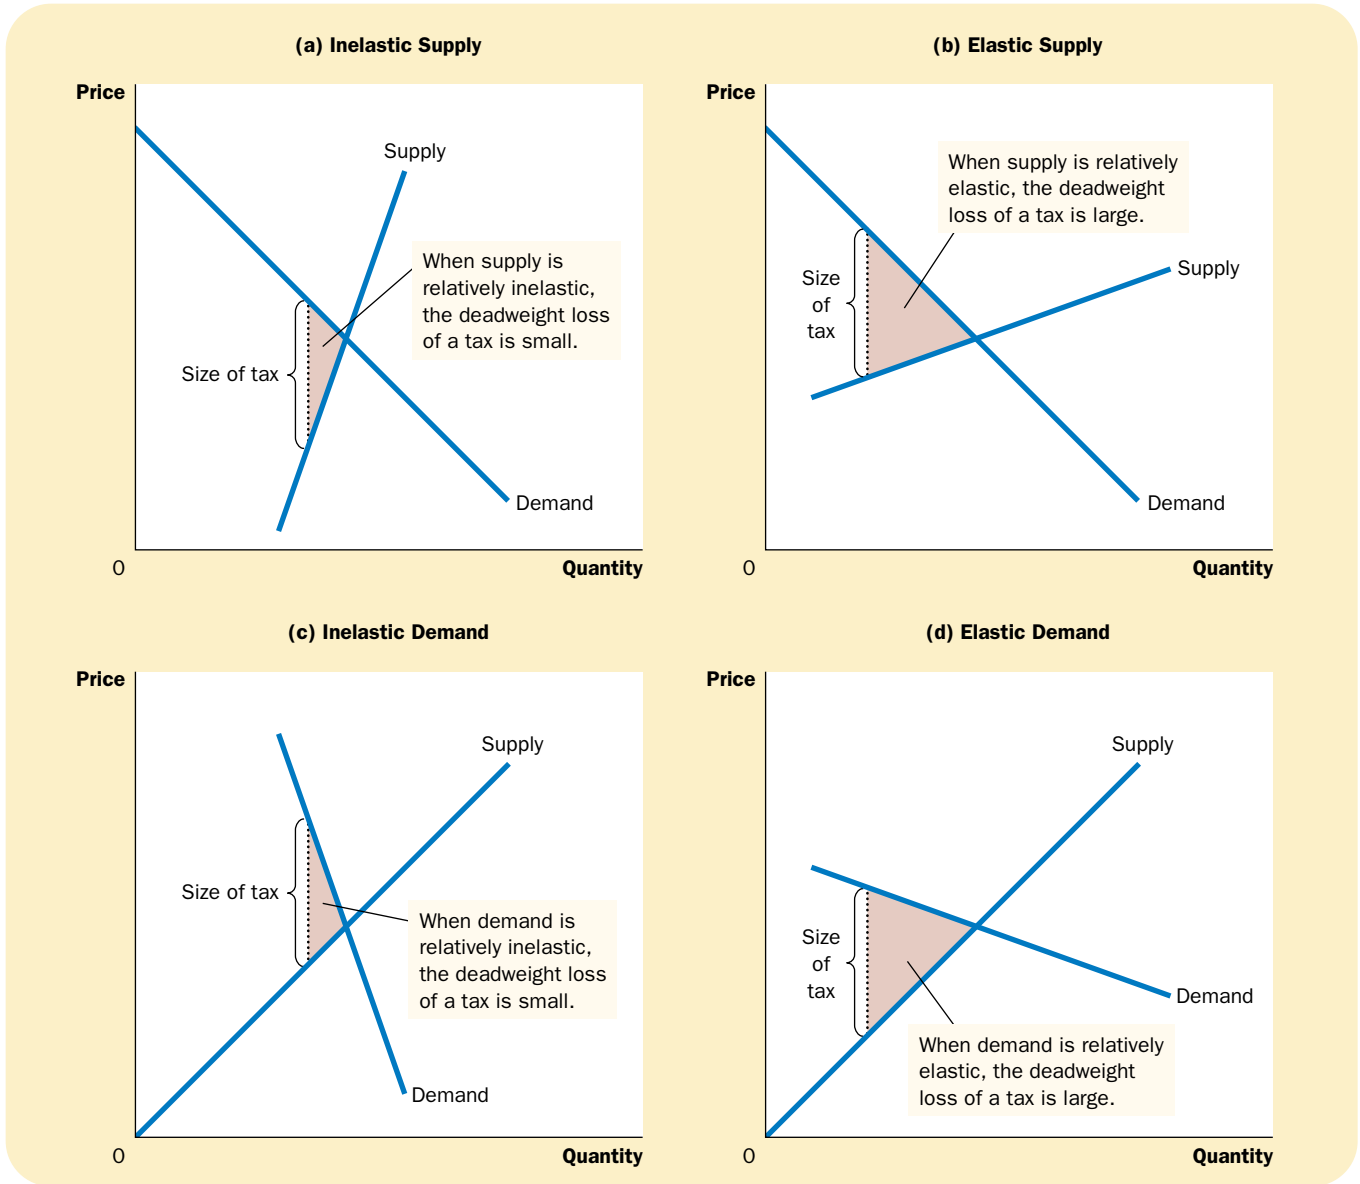 (a) Inelastic Supply
Price
Supply
When supply is
relatively inelastic,
the deadweight loss
of a tax is small.
Size of tax
Demand
0
Quantity
(b) Elastic Supply
Price
When supply is relatively
elastic, the deadweight
loss of a tax is large.
Size
of
tax
Supply
Demand
0
Quantity
(c) Inelastic Demand
Price
Supply
Size of tax
When demand is
relatively inelastic,
the deadweight loss
of a tax is small.
Demand
0
Quantity
(d) Elastic Demand
Price
Supply
Size
of
tax
Demand
When demand is relatively
elastic, the deadweight
loss of a tax is large.
0
Quantity